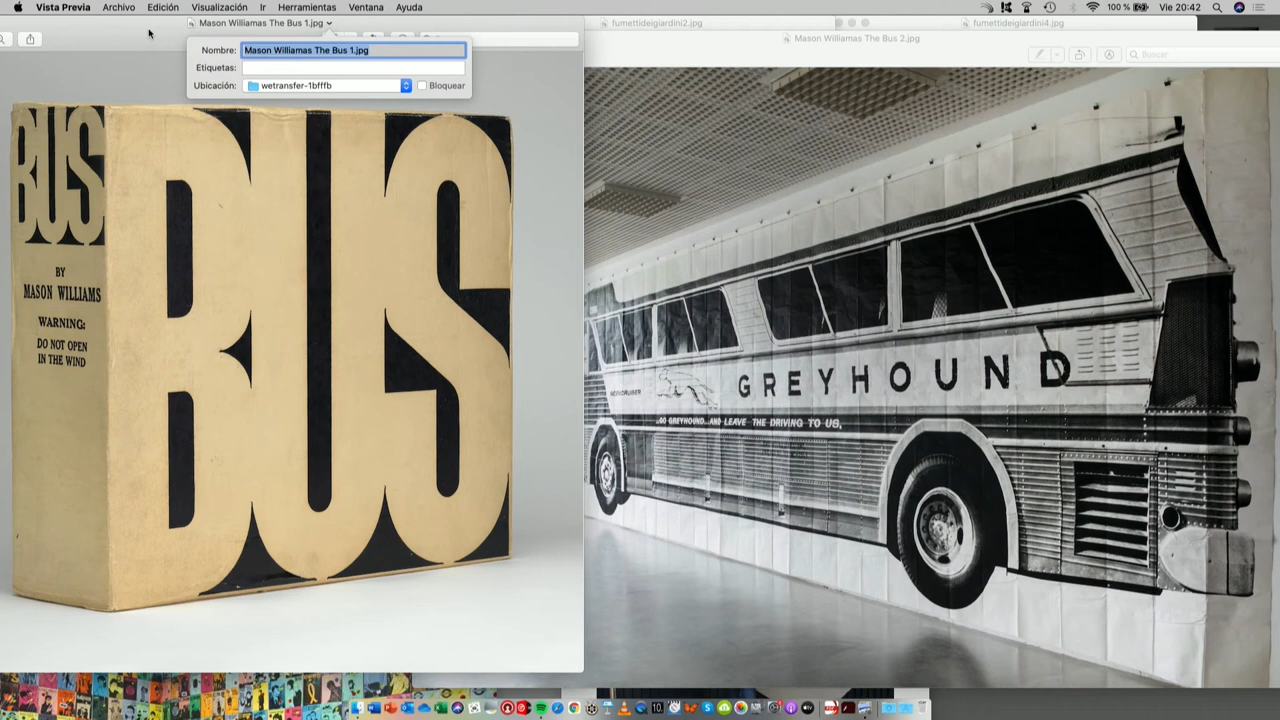 Vista Previa Archivo Edición Visualización Ir Herramientas Ventana Ayuda
100 % Vie 20:42
Mason Williamas The Bus 1.jpg
fumettideigiardini2.jpg
fumettideigiardini4.jpg
Mason Williamas The Bus 2.jpg
Buscar
Nombre: Mason Williamas The Bus 1.jpg
Etiquetas:
Ubicación: wetransfer-1bfffb Bloquear
BUS
BY
MASON WILLIAMS
WARNING:
DO NOT OPEN
IN THE WIND
BUS
GREYHOUND
...GO GREYHOUND...AND LEAVE THE DRIVING TO US.